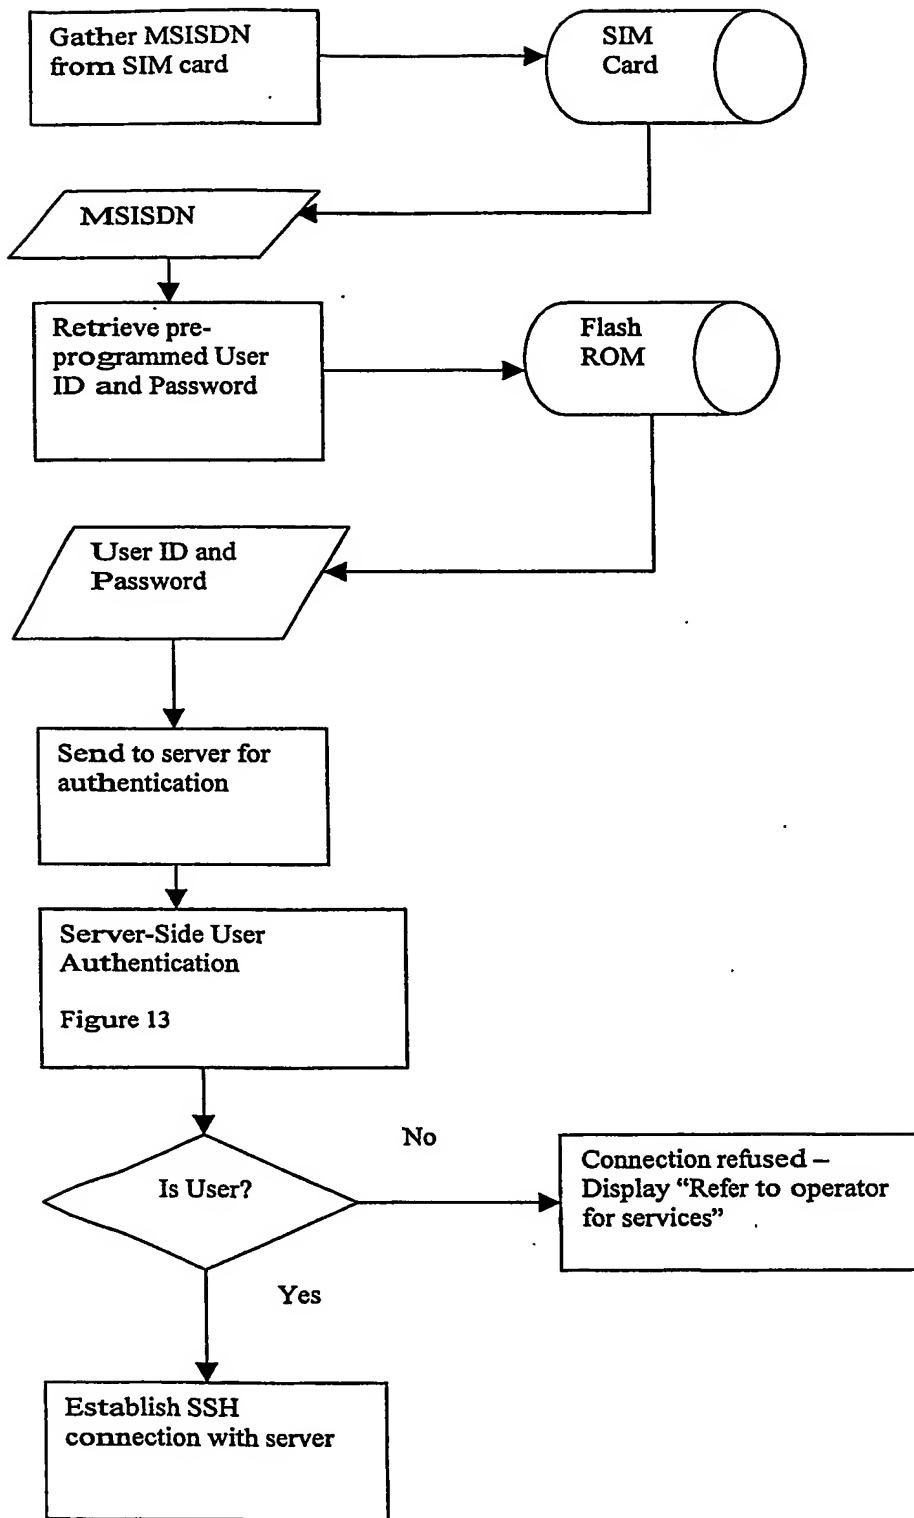 Gather MSISDN
from SIM card
SIM
Card
MSISDN
Retrieve pre-
programmed User
ID and Password
Flash
ROM
User ID and
Password
Send to server for
authentication
Server-Side User
Authentication
Figure 13
Is User?
No
Connection refused –
Display “Refer to operator
for services”
Yes
Establish SSH
connection with server